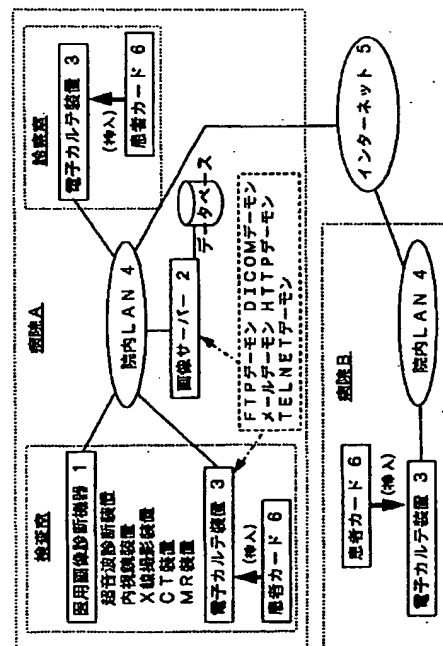 病院A
検査室
医用画像診断機器 1
超音波診断装置
内視鏡装置
X線撮影装置
CT装置
MR装置
電子カルテ装置 3
(挿入)
患者カード 6
院内LAN 4
画像サーバー 2
データベース
FTPデーモン DICOMデーモン
メールデーモン HTTPデーモン
TELNETデーモン
診察室
電子カルテ装置 3
(挿入)
患者カード 6
病院B
患者カード 6
(挿入)
電子カルテ装置 3
院内LAN 4
インターネット 5